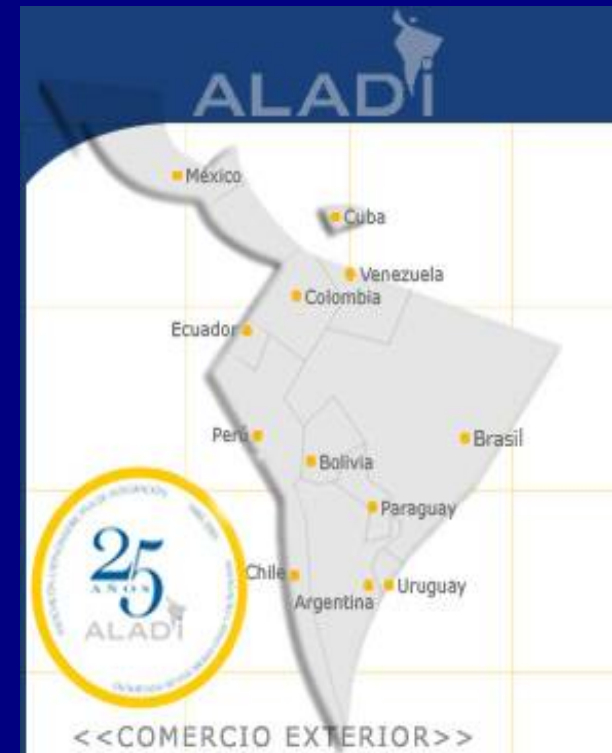 ALADi
México
Cuba
Venezuela
Colombia
Ecuador
Perú
Brasil
Bolivia
Paraguay
Chile
Argentina
Uruguay
25
AÑOS
ALADi
<<COMERCIO EXTERIOR>>